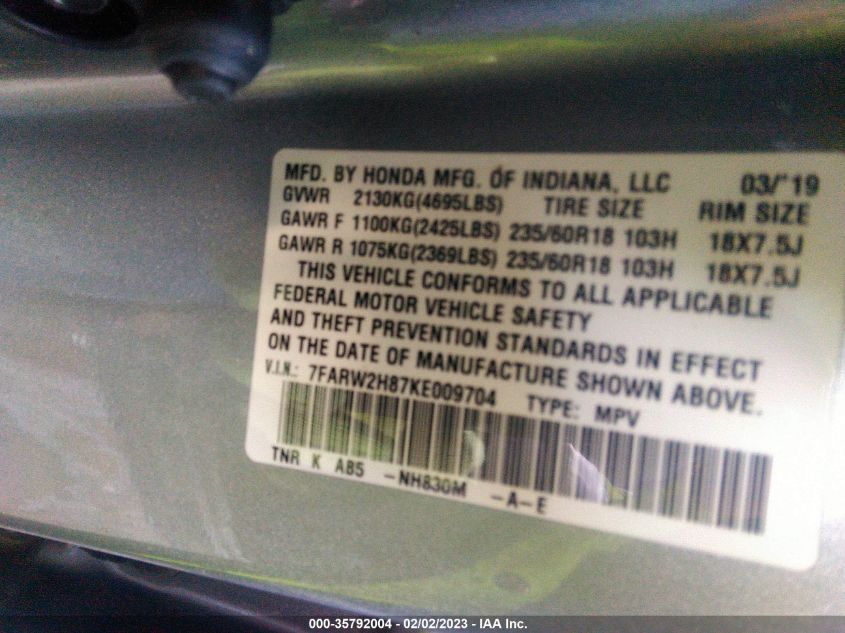 MFD. BY HONDA MFG. OF INDIANA, LLC 03/'19
GVWR 2130KG(4695LBS) TIRE SIZE RIM SIZE
GAWR F 1100KG(2425LBS) 235/60R18 103H 18X7.5J
GAWR R 1075KG(2369LBS) 235/60R18 103H 18X7.5J
THIS VEHICLE CONFORMS TO ALL APPLICABLE
FEDERAL MOTOR VEHICLE SAFETY
AND THEFT PREVENTION STANDARDS IN EFFECT
ON THE DATE OF MANUFACTURE SHOWN ABOVE.
V.I.N.: 7FARW2H87KE009704 TYPE: MPV
TNR K A85 -NH830M -A-E
000-35792004 - 02/02/2023 - IAA Inc.